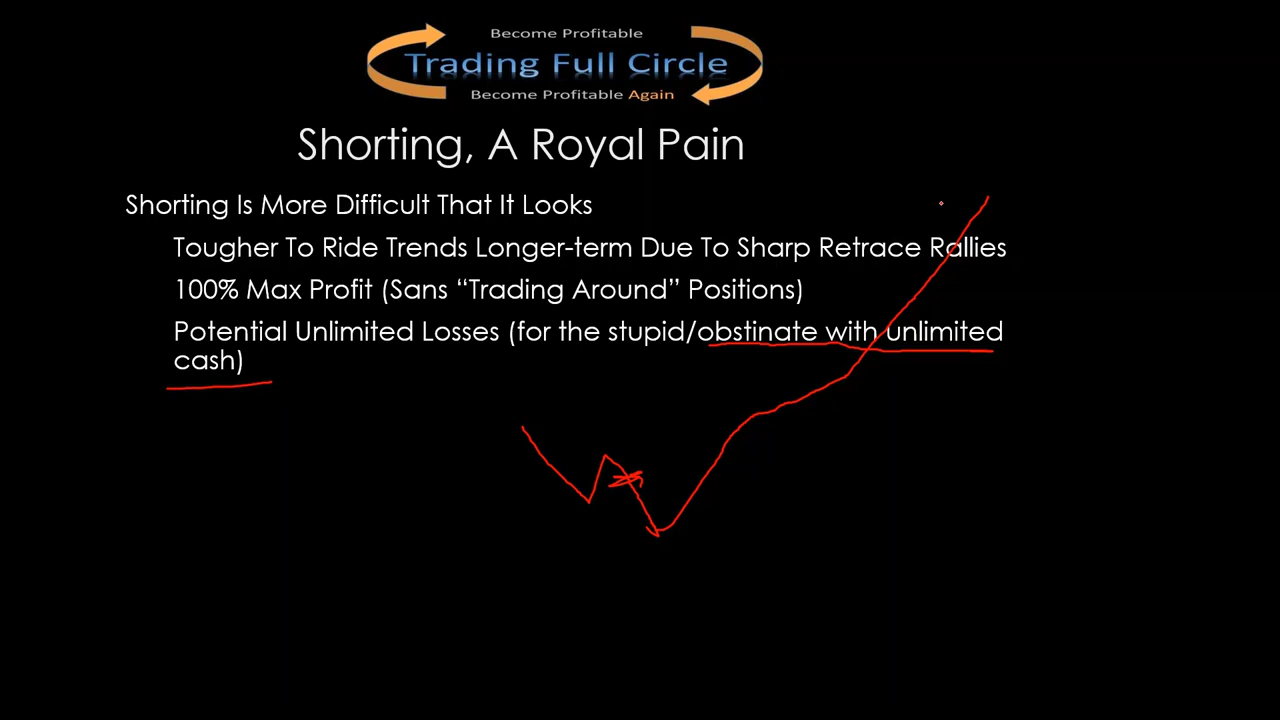 Become Profitable
Trading Full Circle
Become Profitable Again
Shorting, A Royal Pain
Shorting Is More Difficult That It Looks
Tougher To Ride Trends Longer-term Due To Sharp Retrace Rallies
100% Max Profit (Sans “Trading Around” Positions)
Potential Unlimited Losses (for the stupid/obstinate with unlimited
cash)